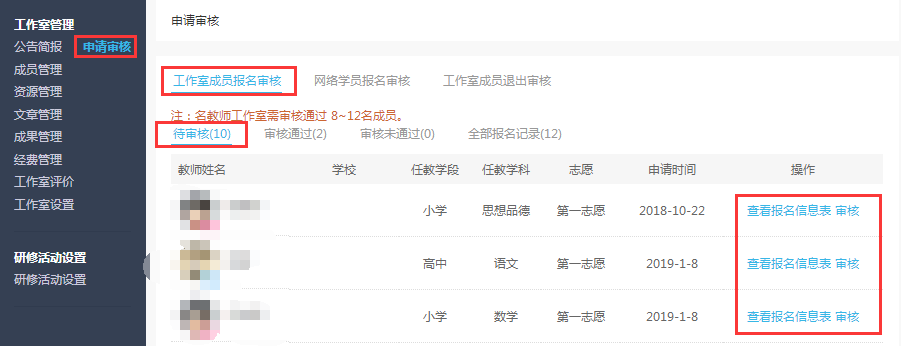 工作室管理
公告简报 申请审核
成员管理
资源管理
文章管理
成果管理
经费管理
工作室评价
工作室设置
研修活动设置
研修活动设置
申请审核
工作室成员报名审核 网络学员报名审核 工作室成员退出审核
注：名教师工作室需审核通过 8~12名成员。
待审核(10) 审核通过(2) 审核未通过(0) 全部报名记录(12)
教师姓名 学校 任教学段 任教学科 志愿 申请时间 操作
小学 思想品德 第一志愿 2018-10-22 查看报名信息表 审核
高中 语文 第一志愿 2019-1-8 查看报名信息表 审核
小学 数学 第一志愿 2019-1-8 查看报名信息表 审核